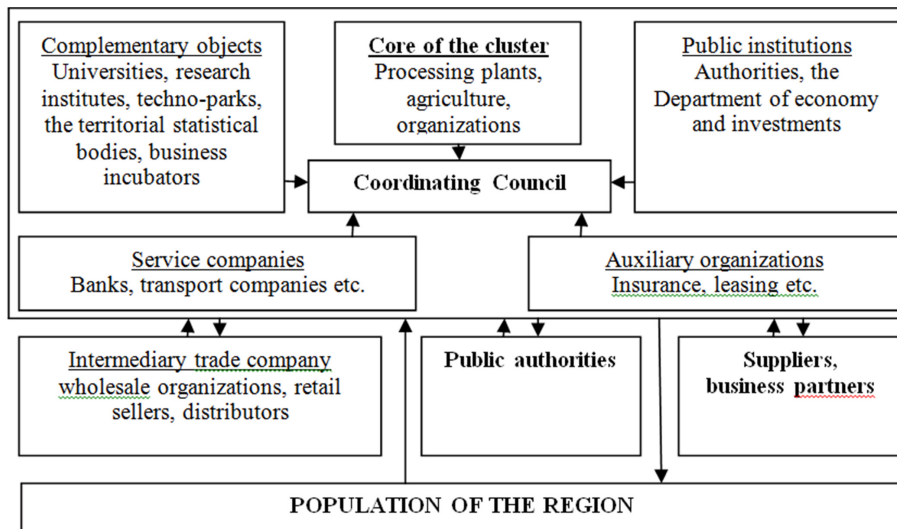 Complementary objects
Universities, research
institutes, techno-parks,
the territorial statistical
bodies, business
incubators
Core of the cluster
Processing plants,
agriculture,
organizations
Public institutions
Authorities, the
Department of economy
and investments
Coordinating Council
Service companies
Banks, transport companies etc.
Auxiliary organizations
Insurance, leasing etc.
Intermediary trade company
wholesale organizations, retail
sellers, distributors
Public authorities
Suppliers,
business partners
POPULATION OF THE REGION